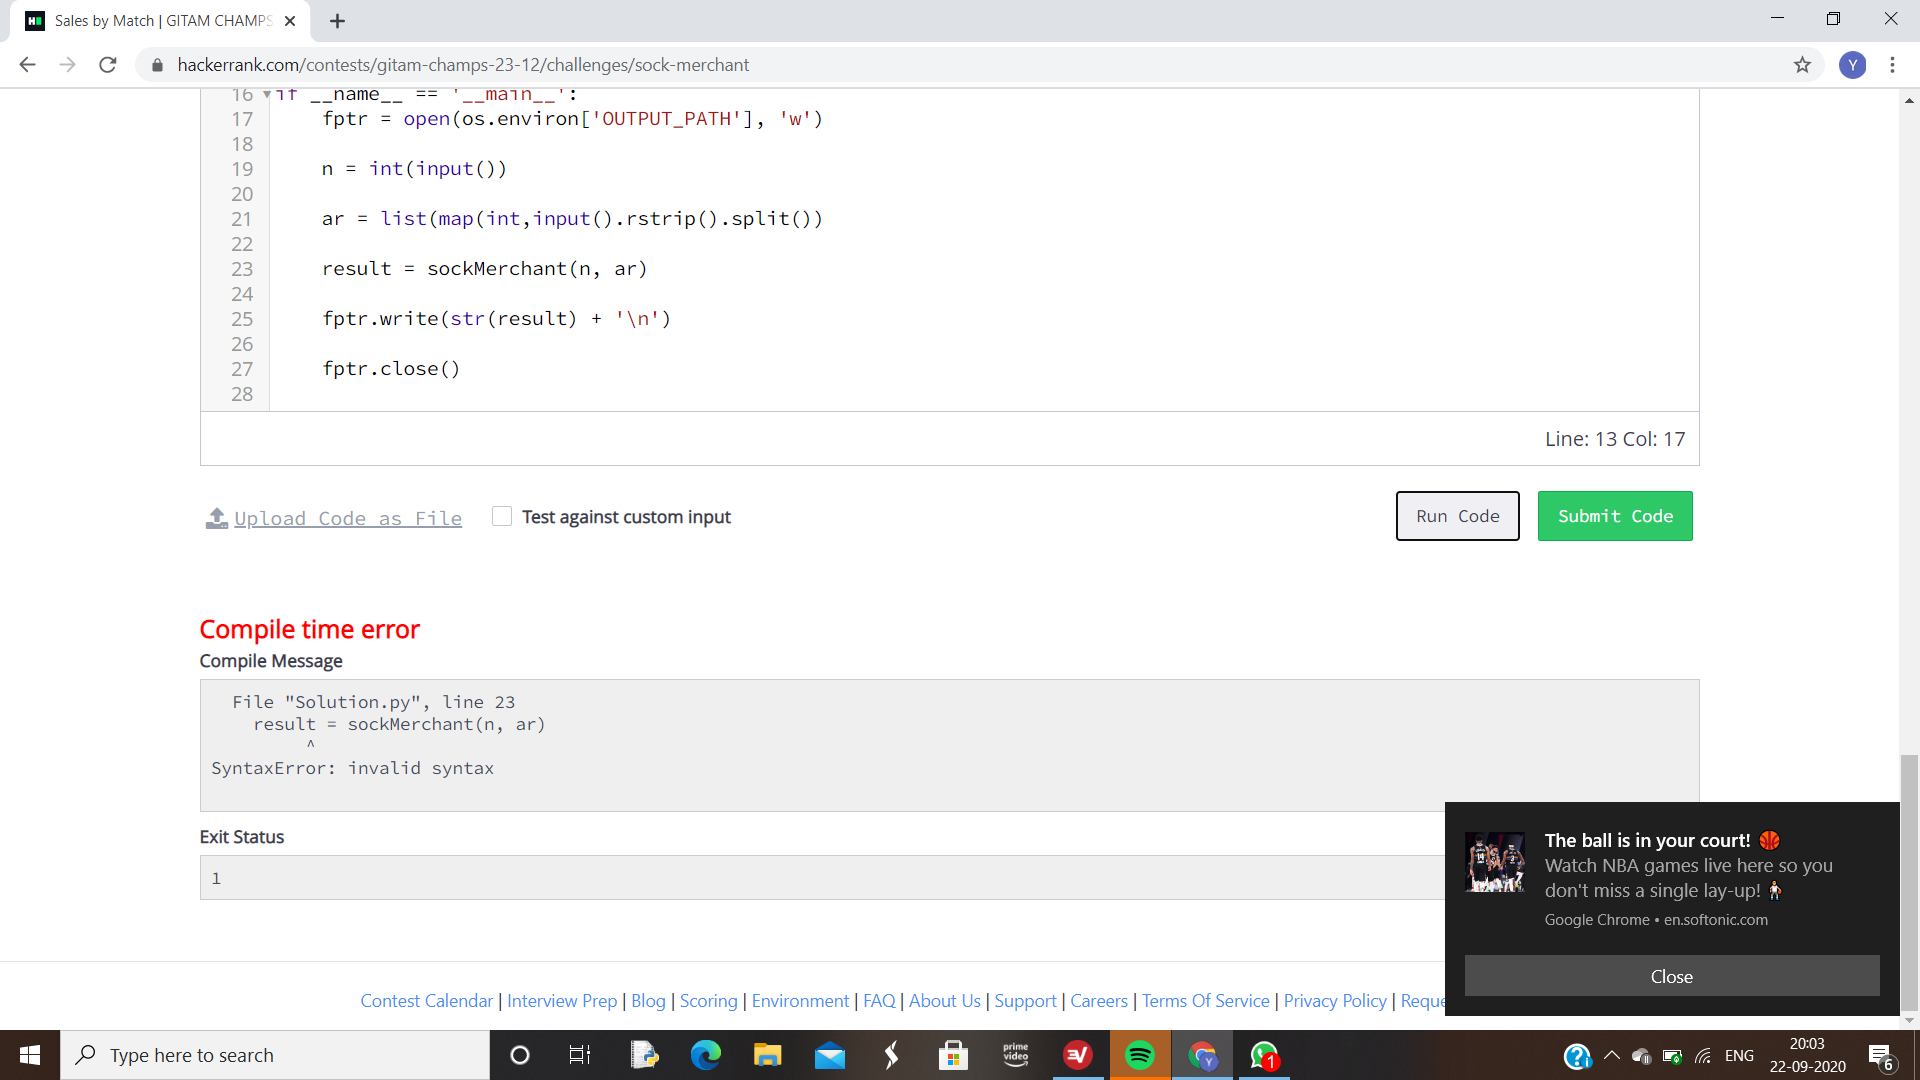 Sales by Match | GITAM CHAMPS
hackerrank.com/contests/gitam-champs-23-12/challenges/sock-merchant
Y
16 if __name__ == '__main__':
17 fptr = open(os.environ['OUTPUT_PATH'], 'w')
18
19 n = int(input())
20
21 ar = list(map(int,input().rstrip().split())
22
23 result = sockMerchant(n, ar)
24
25 fptr.write(str(result) + '\n')
26
27 fptr.close()
28
Line: 13 Col: 17
Upload Code as File
Test against custom input
Run Code
Submit Code
Compile time error
Compile Message
File "Solution.py", line 23
result = sockMerchant(n, ar)
^
SyntaxError: invalid syntax
Exit Status
1
The ball is in your court! 🏀
Watch NBA games live here so you
don't miss a single lay-up!
Google Chrome • en.softonic.com
Close
Contest Calendar | Interview Prep | Blog | Scoring | Environment | FAQ | About Us | Support | Careers | Terms Of Service | Privacy Policy | Reque
Type here to search
prime
video
Y
1
ENG
20:03
22-09-2020
6